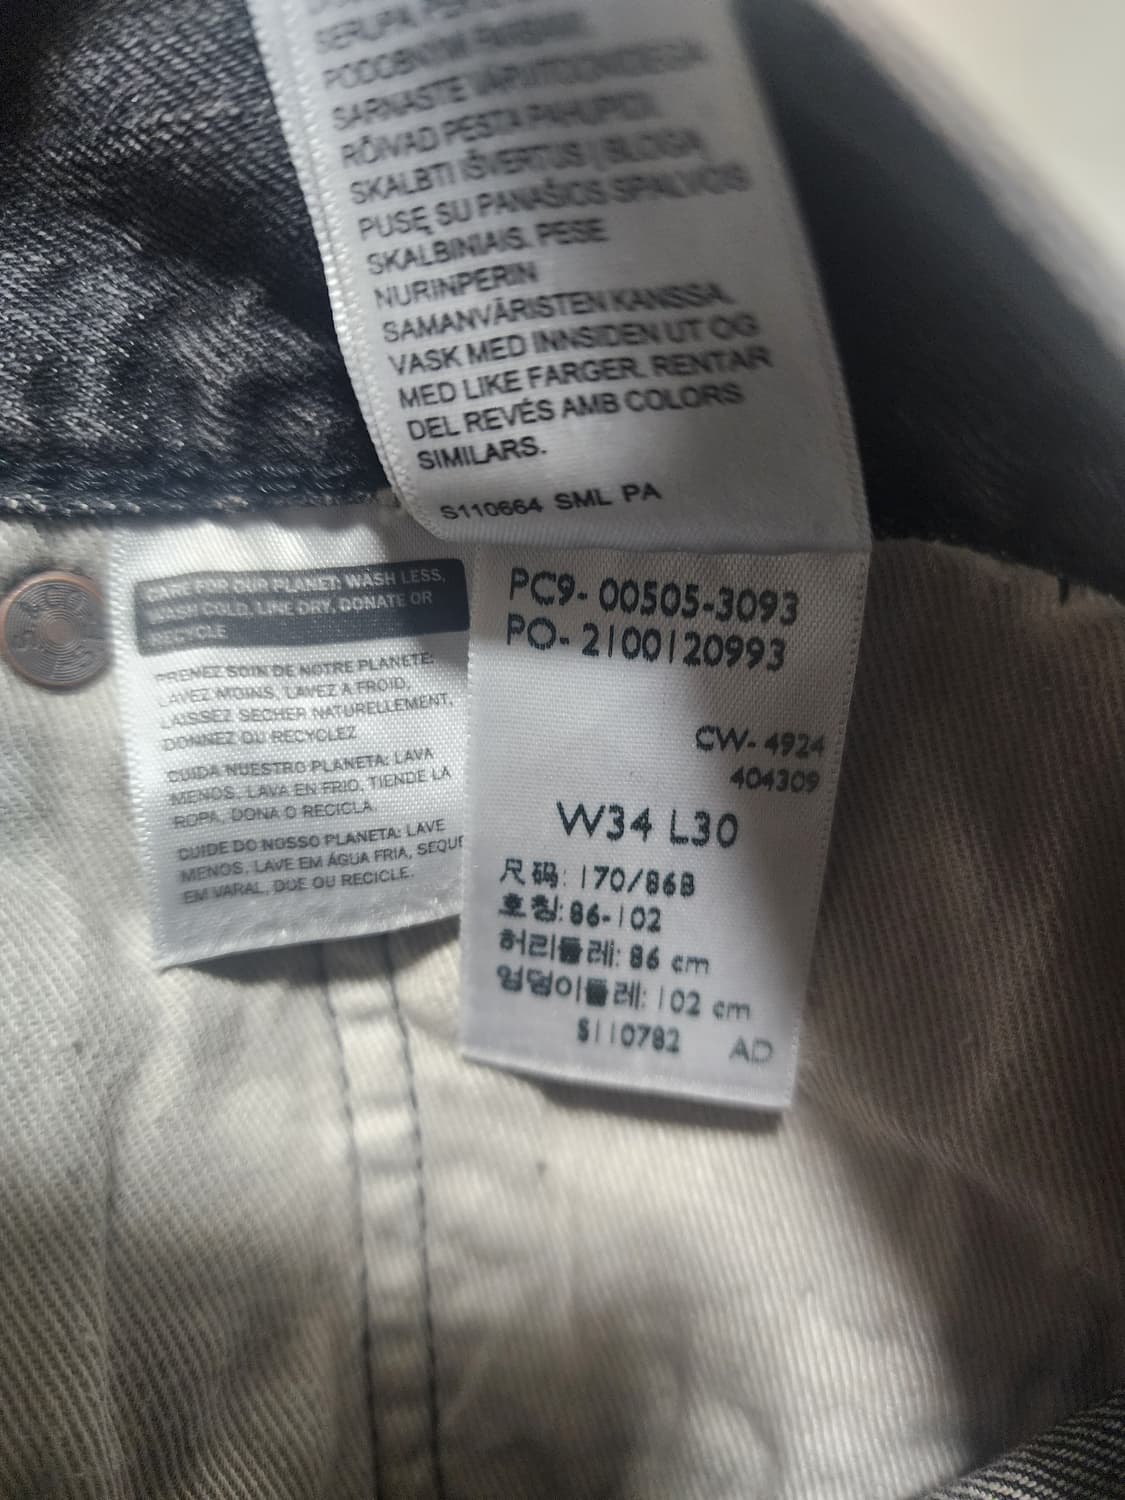 PODOBNYM PRANIEM.
SARNASTE VÄRVITOONIDEGA
RÕIVAD PESTA PAHUPIDI.
SKALBTI IŠVERTUS Į BLOGĄ
PUSĘ SU PANAŠIOS SPALVOS
SKALBINIAIS. PESE
NURINPERIN
SAMANVÄRISTEN KANSSA.
VASK MED INNSIDEN UT OG
MED LIKE FARGER. RENTAR
DEL REVÉS AMB COLORS
SIMILARS.
S110664 SML PA
CARE FOR OUR PLANET: WASH LESS,
WASH COLD, LINE DRY, DONATE OR
RECYCLE
PRENEZ SOIN DE NOTRE PLANÈTE:
LAVEZ MOINS, LAVEZ À FROID,
LAISSEZ SÉCHER NATURELLEMENT,
DONNEZ OU RECYCLEZ
CUIDA NUESTRO PLANETA: LAVA
MENOS, LAVA EN FRIO, TIENDE LA
ROPA, DONA O RECICLA.
CUIDE DO NOSSO PLANETA: LAVE
MENOS, LAVE EM ÁGUA FRIA, SEQUE
EM VARAL, DOE OU RECICLE.
PC9- 00505-3093
PO- 2100120993
CW- 4924
404309
W34 L30
尺码: 170/86B
호칭: 86-102
허리둘레: 86 cm
엉덩이둘레: 102 cm
S110782 AD